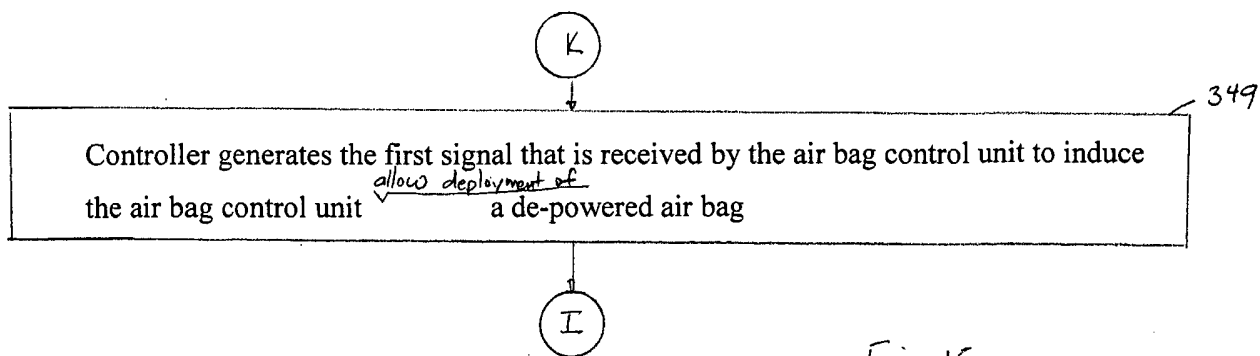 K
349
Controller generates the first signal that is received by the air bag control unit to induce
allow deployment of
the air bag control unit a de-powered air bag
I